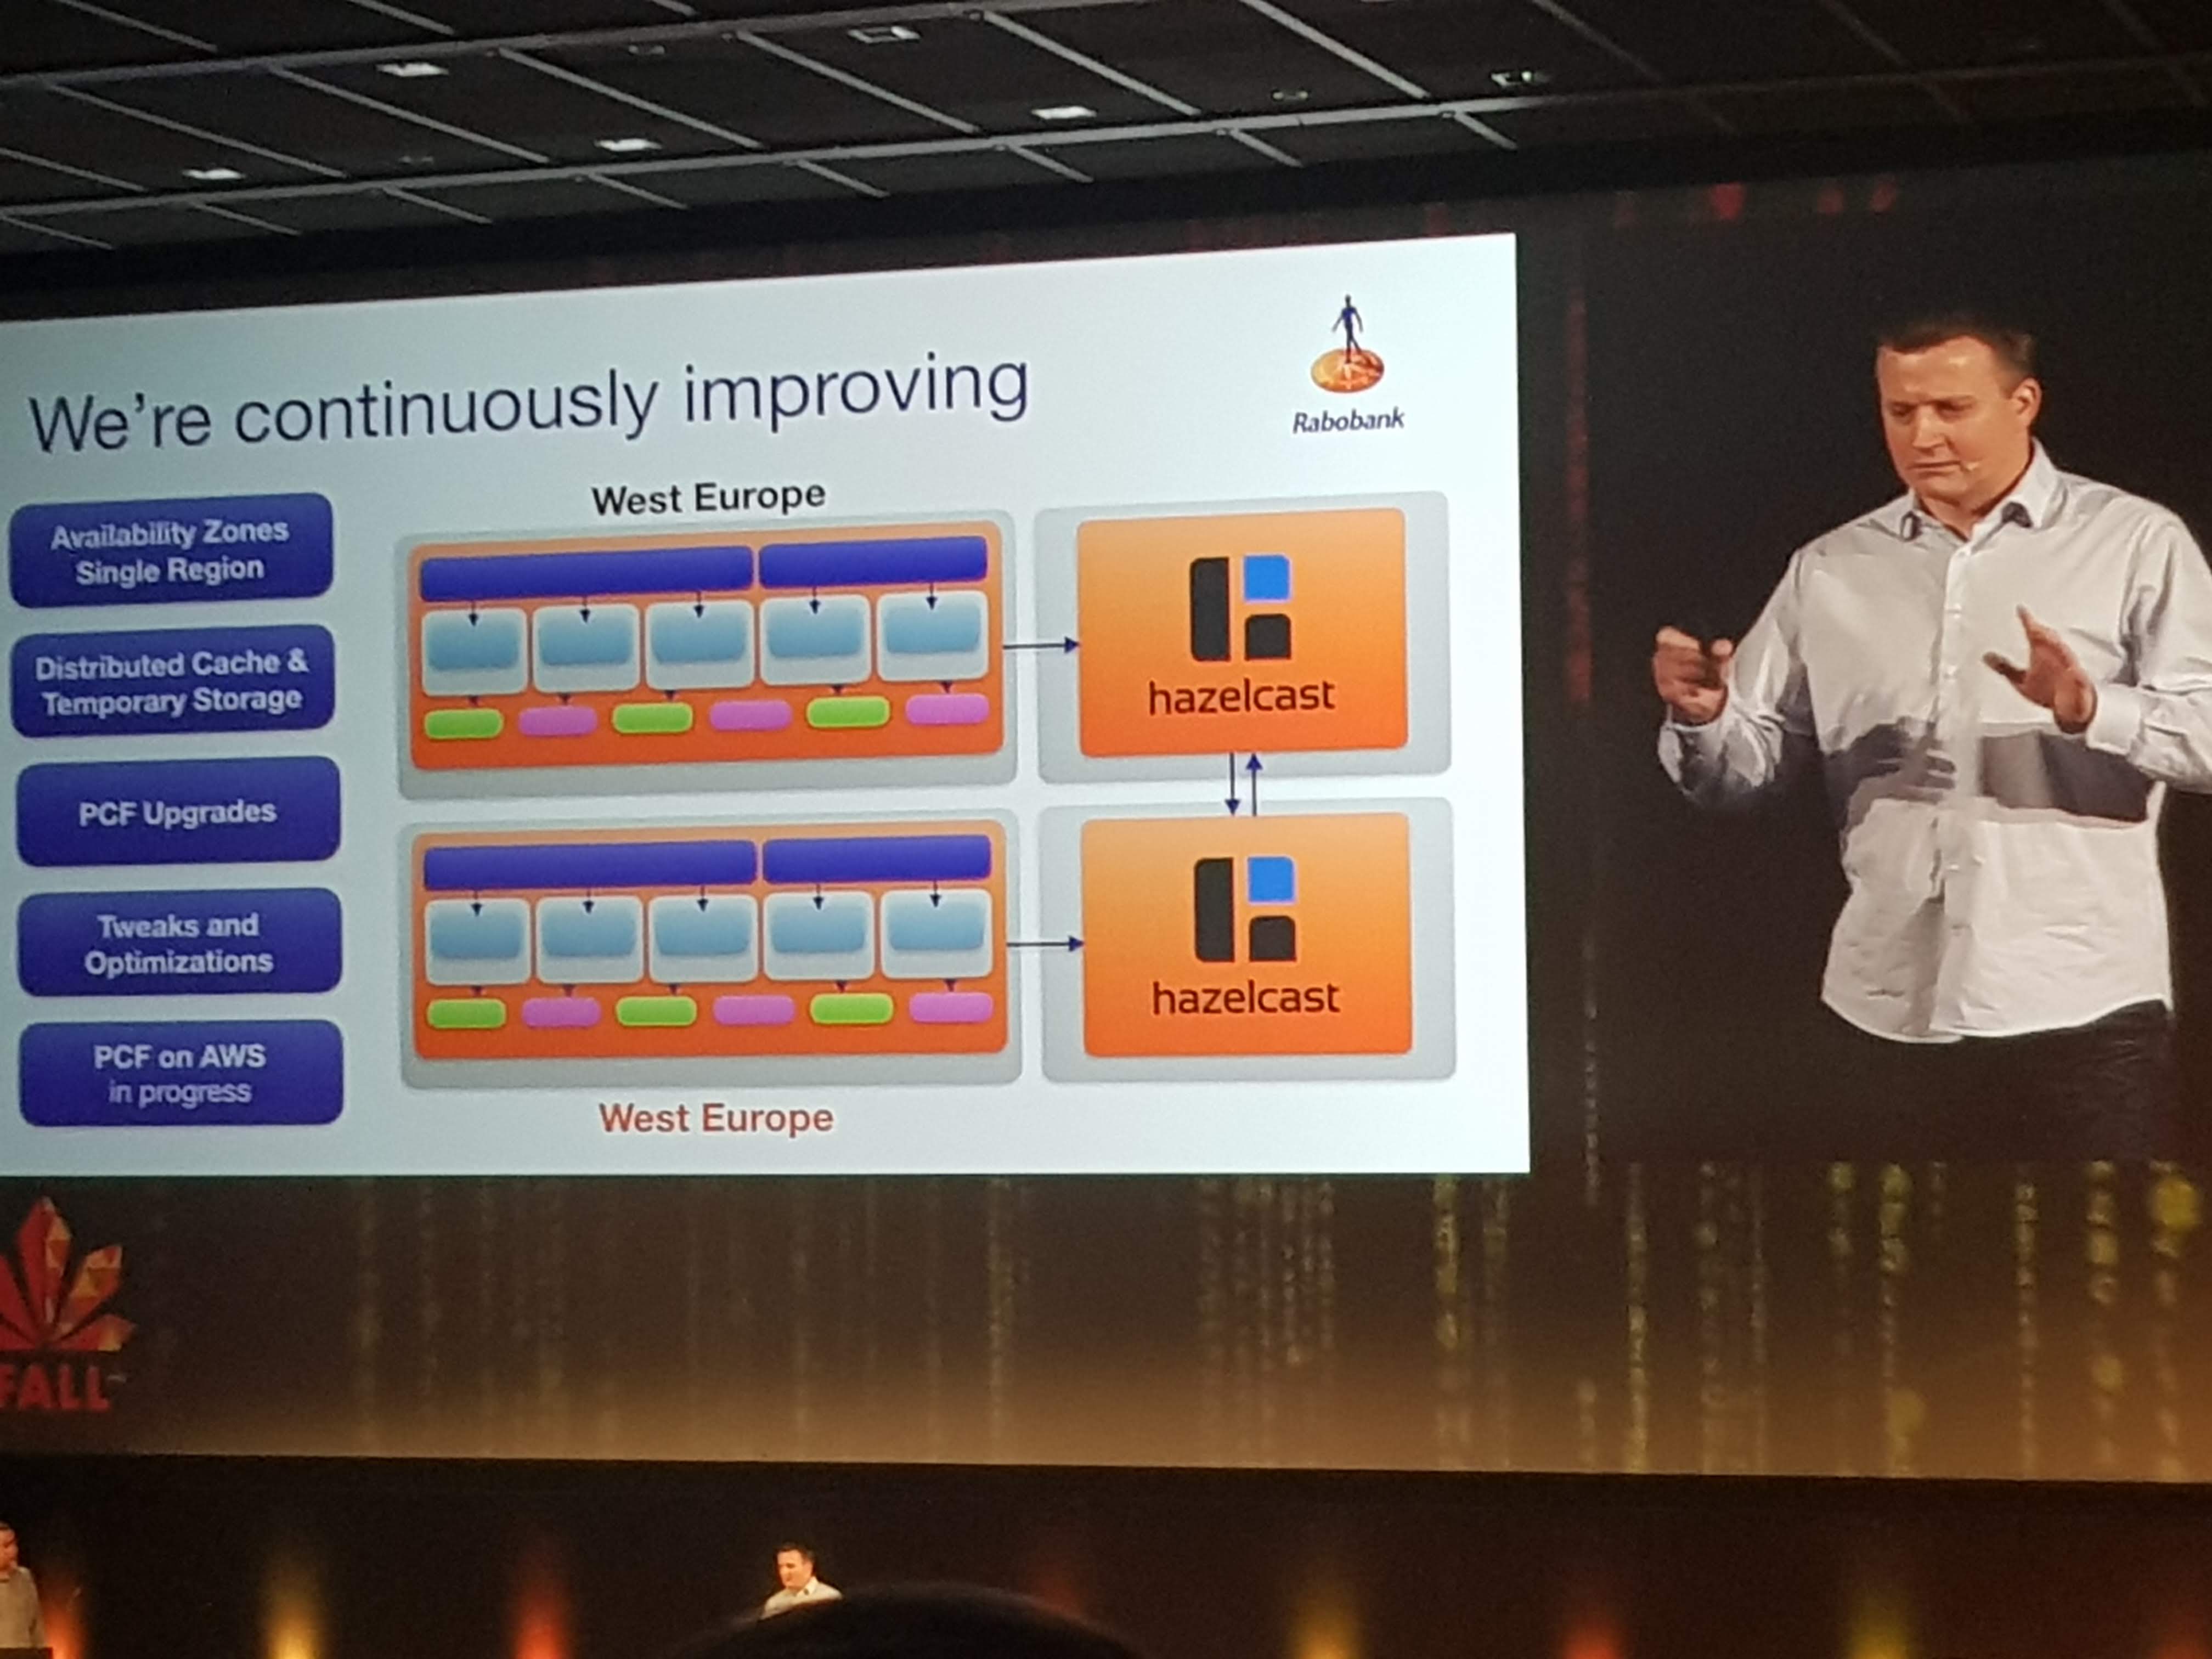 We're continuously improving
Rabobank
Availability Zones
Single Region
Distributed Cache &
Temporary Storage
PCF Upgrades
Tweaks and
Optimizations
PCF on AWS
in progress
West Europe
hazelcast
hazelcast
West Europe
FALL